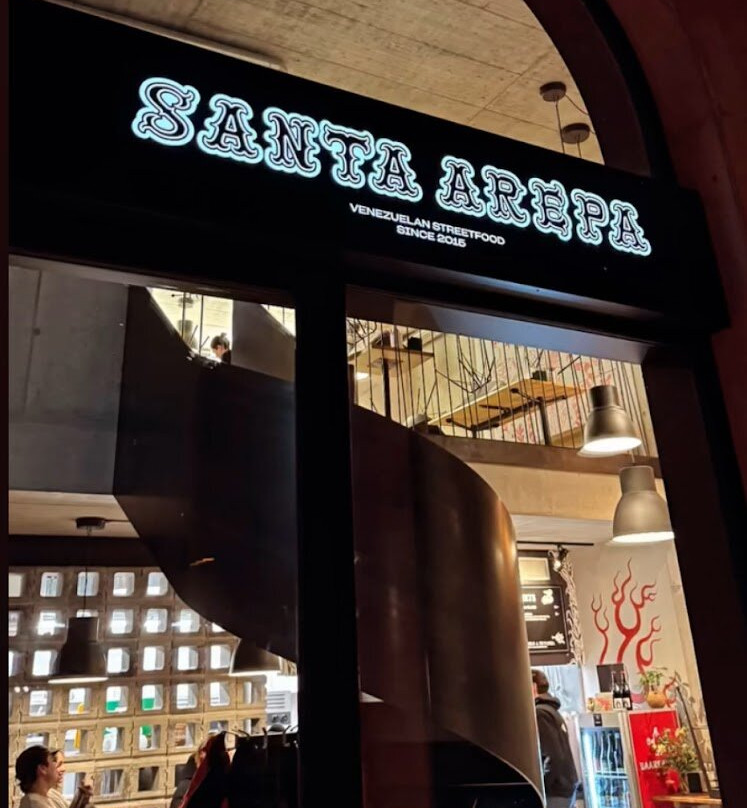 SANTA AREPA
VENEZUELAN STREETFOOD
SINCE 2015